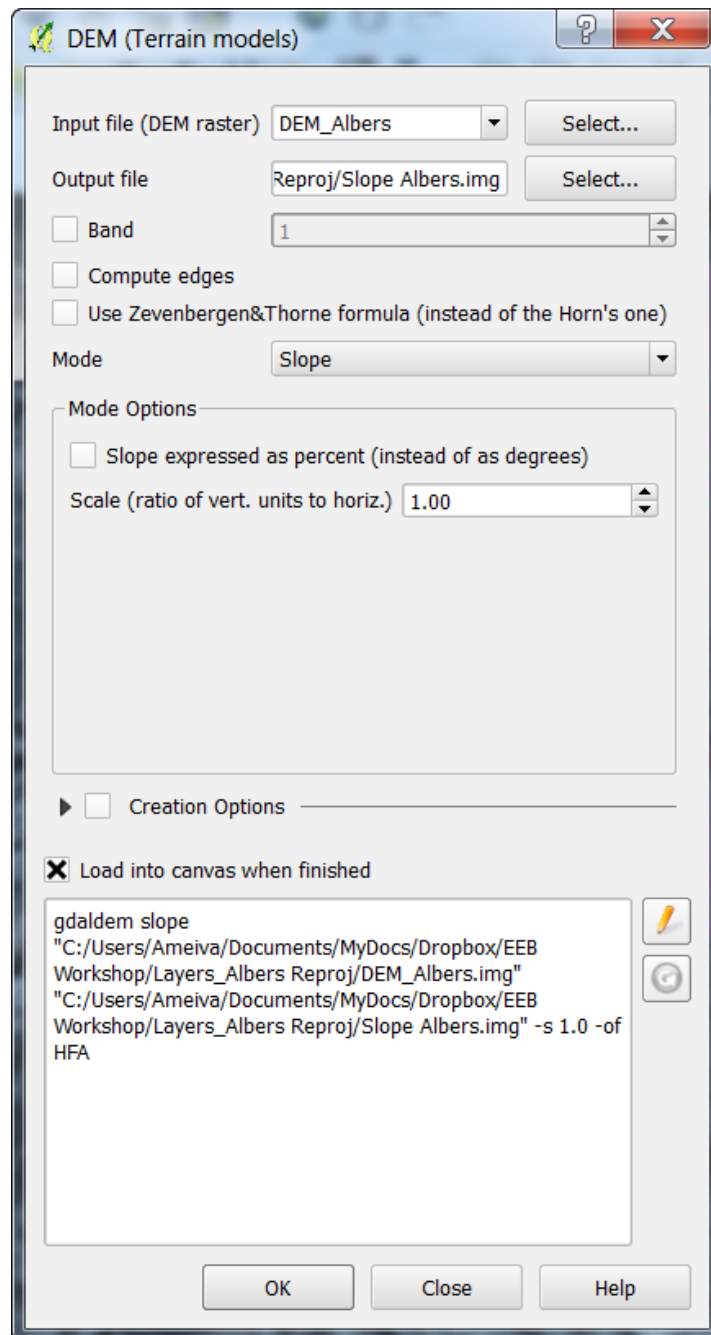 DEM (Terrain models)
Input file (DEM raster) DEM_Albers Select...
Output file Reproj/Slope Albers.img Select...
Band 1
Compute edges
Use Zevenbergen&Thorne formula (instead of the Horn's one)
Mode Slope
Mode Options
Slope expressed as percent (instead of as degrees)
Scale (ratio of vert. units to horiz.) 1.00
Creation Options
Load into canvas when finished
gdaldem slope
"C:/Users/Ameiva/Documents/MyDocs/Dropbox/EEB
Workshop/Layers_Albers Reproj/DEM_Albers.img"
"C:/Users/Ameiva/Documents/MyDocs/Dropbox/EEB
Workshop/Layers_Albers Reproj/Slope Albers.img" -s 1.0 -of
HFA
OK Close Help